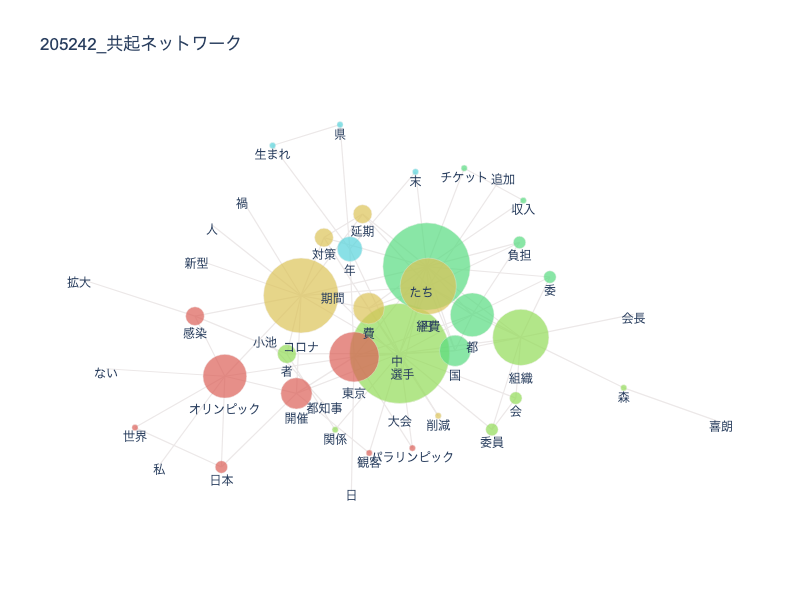 205242_共起ネットワーク
県
生まれ
末
チケット
追加
禍
収入
人
延期
対策
負担
新型
年
拡大
期間
たち
委
感染
費
会長
小池
コロナ
都
中
者
選手
国
組織
ない
東京
森
オリンピック
都知事
開催
会
大会
削減
喜朗
世界
関係
委員
私
観客
パラリンピック
日本
日